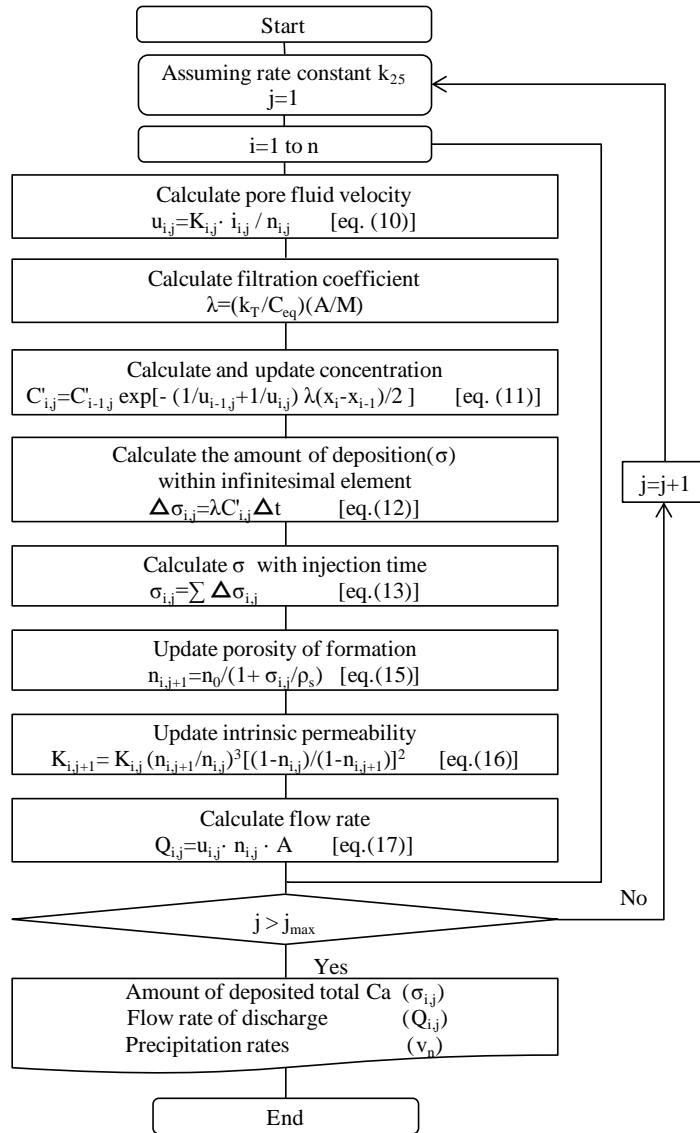 Start
Assuming rate constant k₂₅
j=1
i=1 to n
Calculate pore fluid velocity
uᵢ,ⱼ=Kᵢ,ⱼ· iᵢ,ⱼ / nᵢ,ⱼ [eq. (10)]
Calculate filtration coefficient
λ=(k_T/C_eq)(A/M)
Calculate and update concentration
C'ᵢ,ⱼ=C'ᵢ₋₁,ⱼ exp[- (1/uᵢ₋₁,ⱼ+1/uᵢ,ⱼ) λ(xᵢ-xᵢ₋₁)/2 ] [eq. (11)]
Calculate the amount of deposition(σ)
within infinitesimal element
Δσᵢ,ⱼ=λC'ᵢ,ⱼΔt [eq.(12)]
j=j+1
Calculate σ with injection time
σᵢ,ⱼ=∑ Δσᵢ,ⱼ [eq.(13)]
Update porosity of formation
nᵢ,ⱼ₊₁=n₀/(1+ σᵢ,ⱼ/ρₛ) [eq.(15)]
Update intrinsic permeability
Kᵢ,ⱼ₊₁= Kᵢ,ⱼ (nᵢ,ⱼ₊₁/nᵢ,ⱼ)³[(1-nᵢ,ⱼ)/(1-nᵢ,ⱼ₊₁)]² [eq.(16)]
Calculate flow rate
Qᵢ,ⱼ=uᵢ,ⱼ· nᵢ,ⱼ · A [eq.(17)]
No
j > j_max
Yes
Amount of deposited total Ca (σᵢ,ⱼ)
Flow rate of discharge (Qᵢ,ⱼ)
Precipitation rates (vₙ)
End